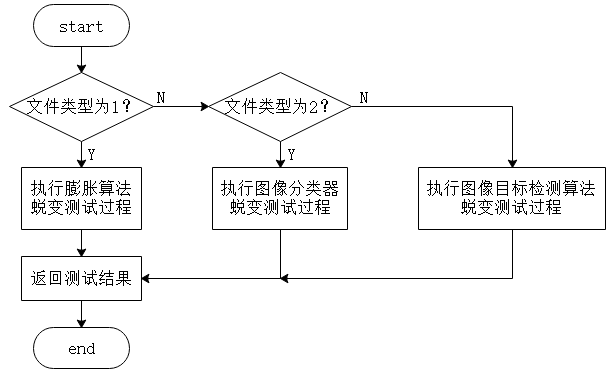 start
文件类型为1？
N
文件类型为2？
N
Y
Y
执行膨胀算法
蜕变测试过程
执行图像分类器
蜕变测试过程
执行图像目标检测算法
蜕变测试过程
返回测试结果
end